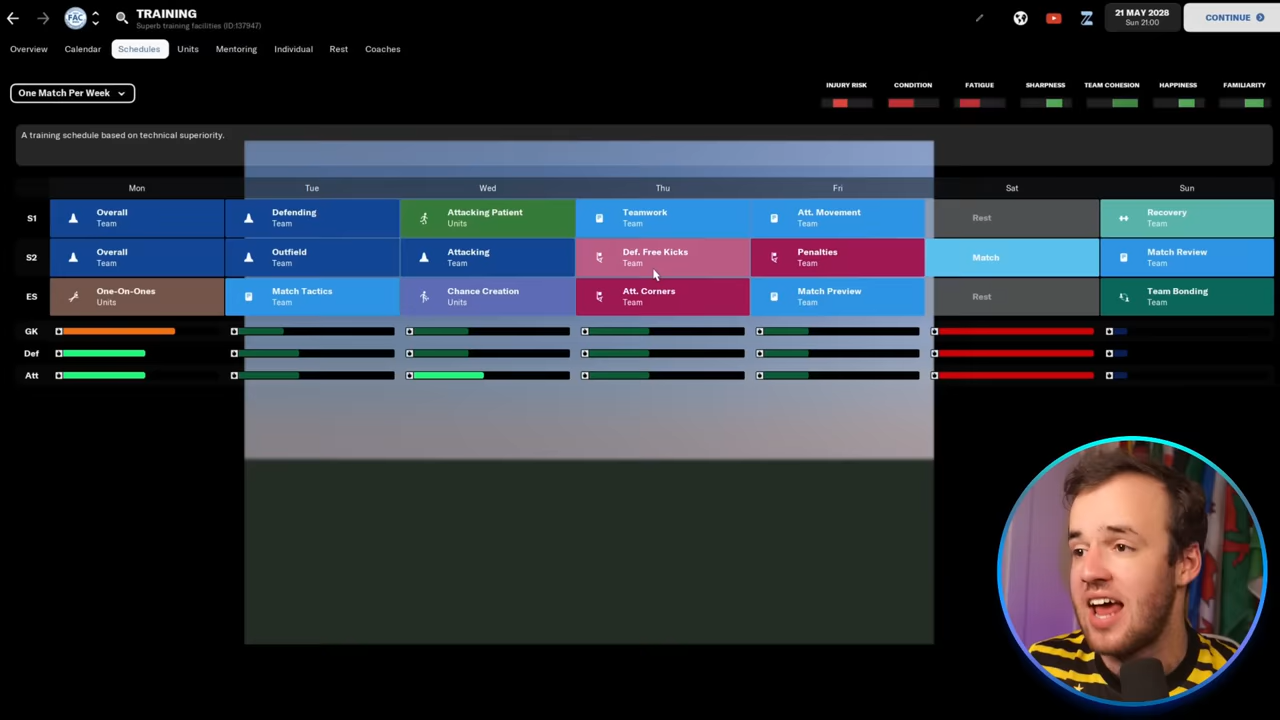 FAC
TRAINING
Superb training facilities (ID:137947)
21 MAY 2028
Sun 21:00
CONTINUE
Overview
Calendar
Schedules
Units
Mentoring
Individual
Rest
Coaches
One Match Per Week
INJURY RISK
CONDITION
FATIGUE
SHARPNESS
TEAM COHESION
HAPPINESS
FAMILIARITY
A training schedule based on technical superiority.
Mon
Tue
Wed
Thu
Fri
Sat
Sun
S1
Overall
Team
Defending
Team
Attacking Patient
Units
Teamwork
Team
Att. Movement
Team
Rest
Recovery
Team
S2
Overall
Team
Outfield
Team
Attacking
Team
Def. Free Kicks
Team
Penalties
Team
Match
Match Review
Team
ES
One-On-Ones
Units
Match Tactics
Team
Chance Creation
Units
Att. Corners
Team
Match Preview
Team
Rest
Team Bonding
Team
GK
Def
Att